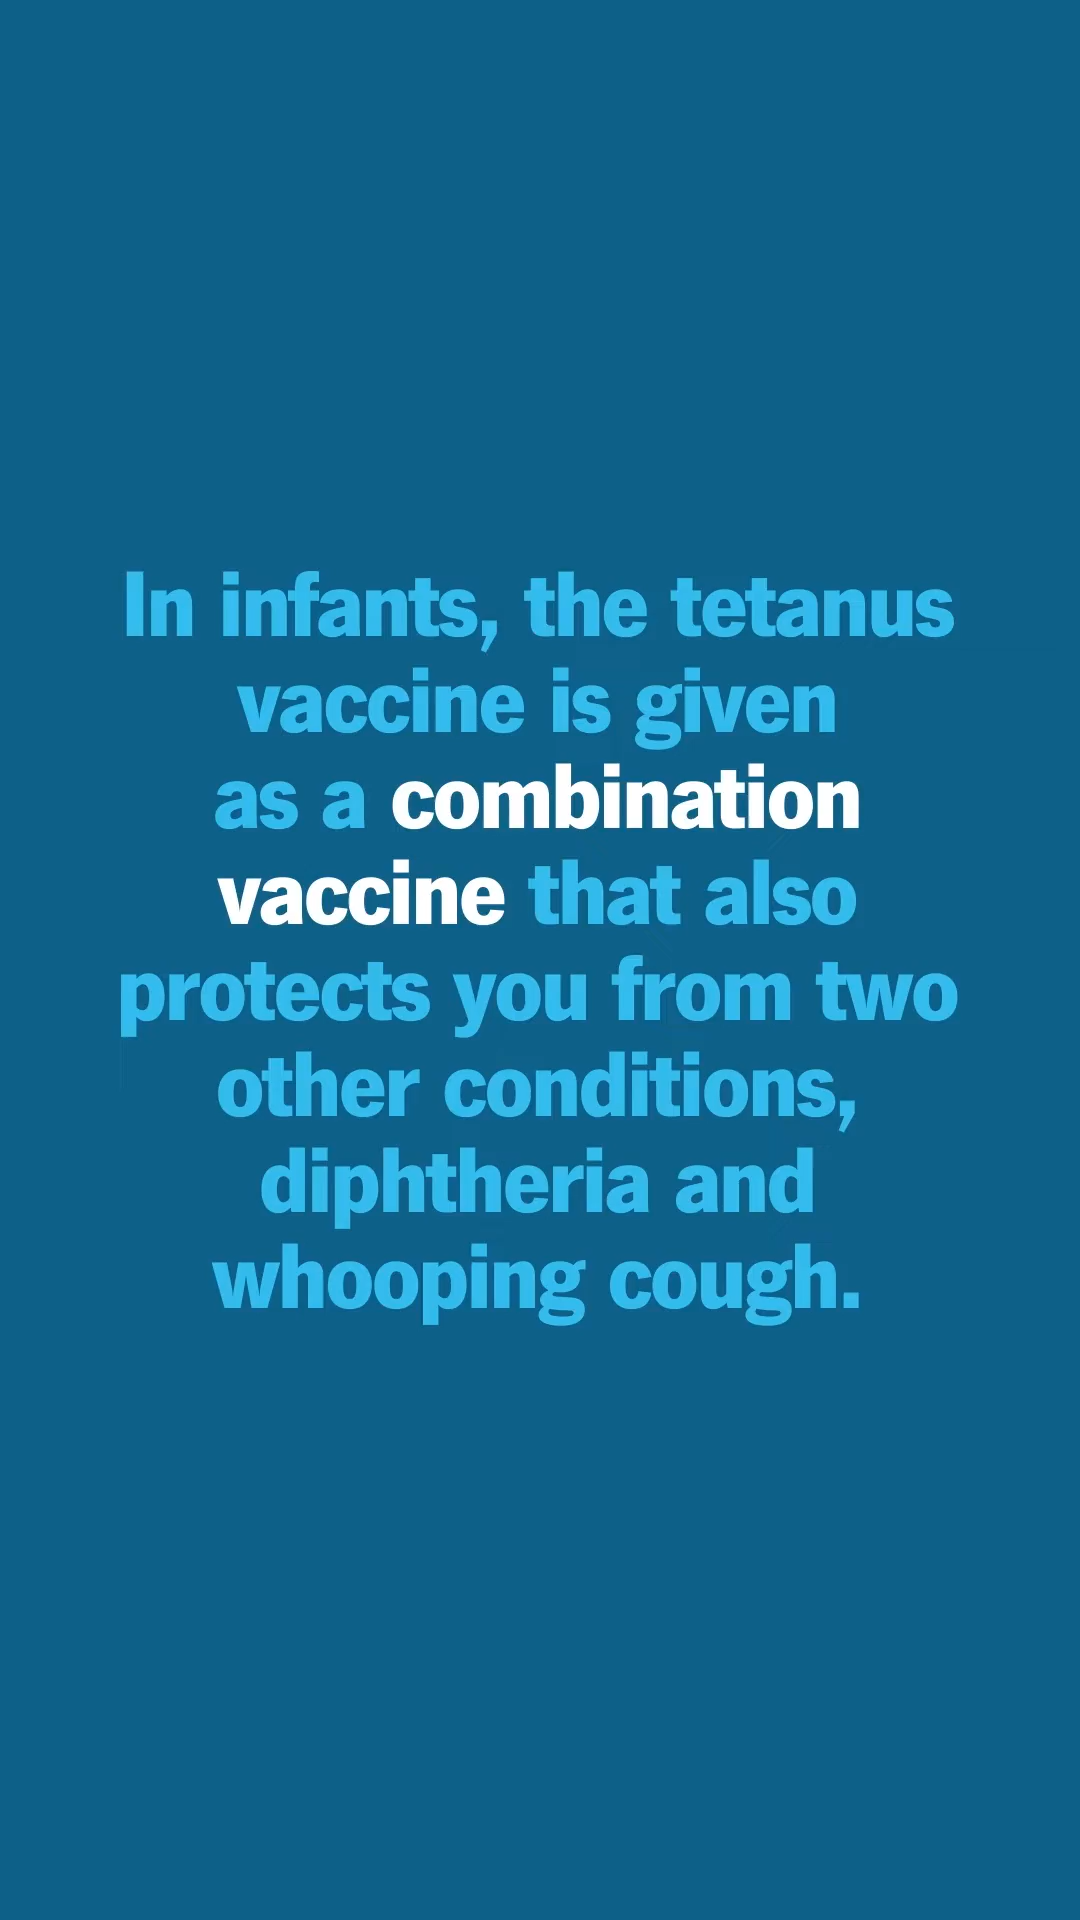 In infants, the tetanus
vaccine is given
as a combination
vaccine that also
protects you from two
other conditions,
diphtheria and
whooping cough.